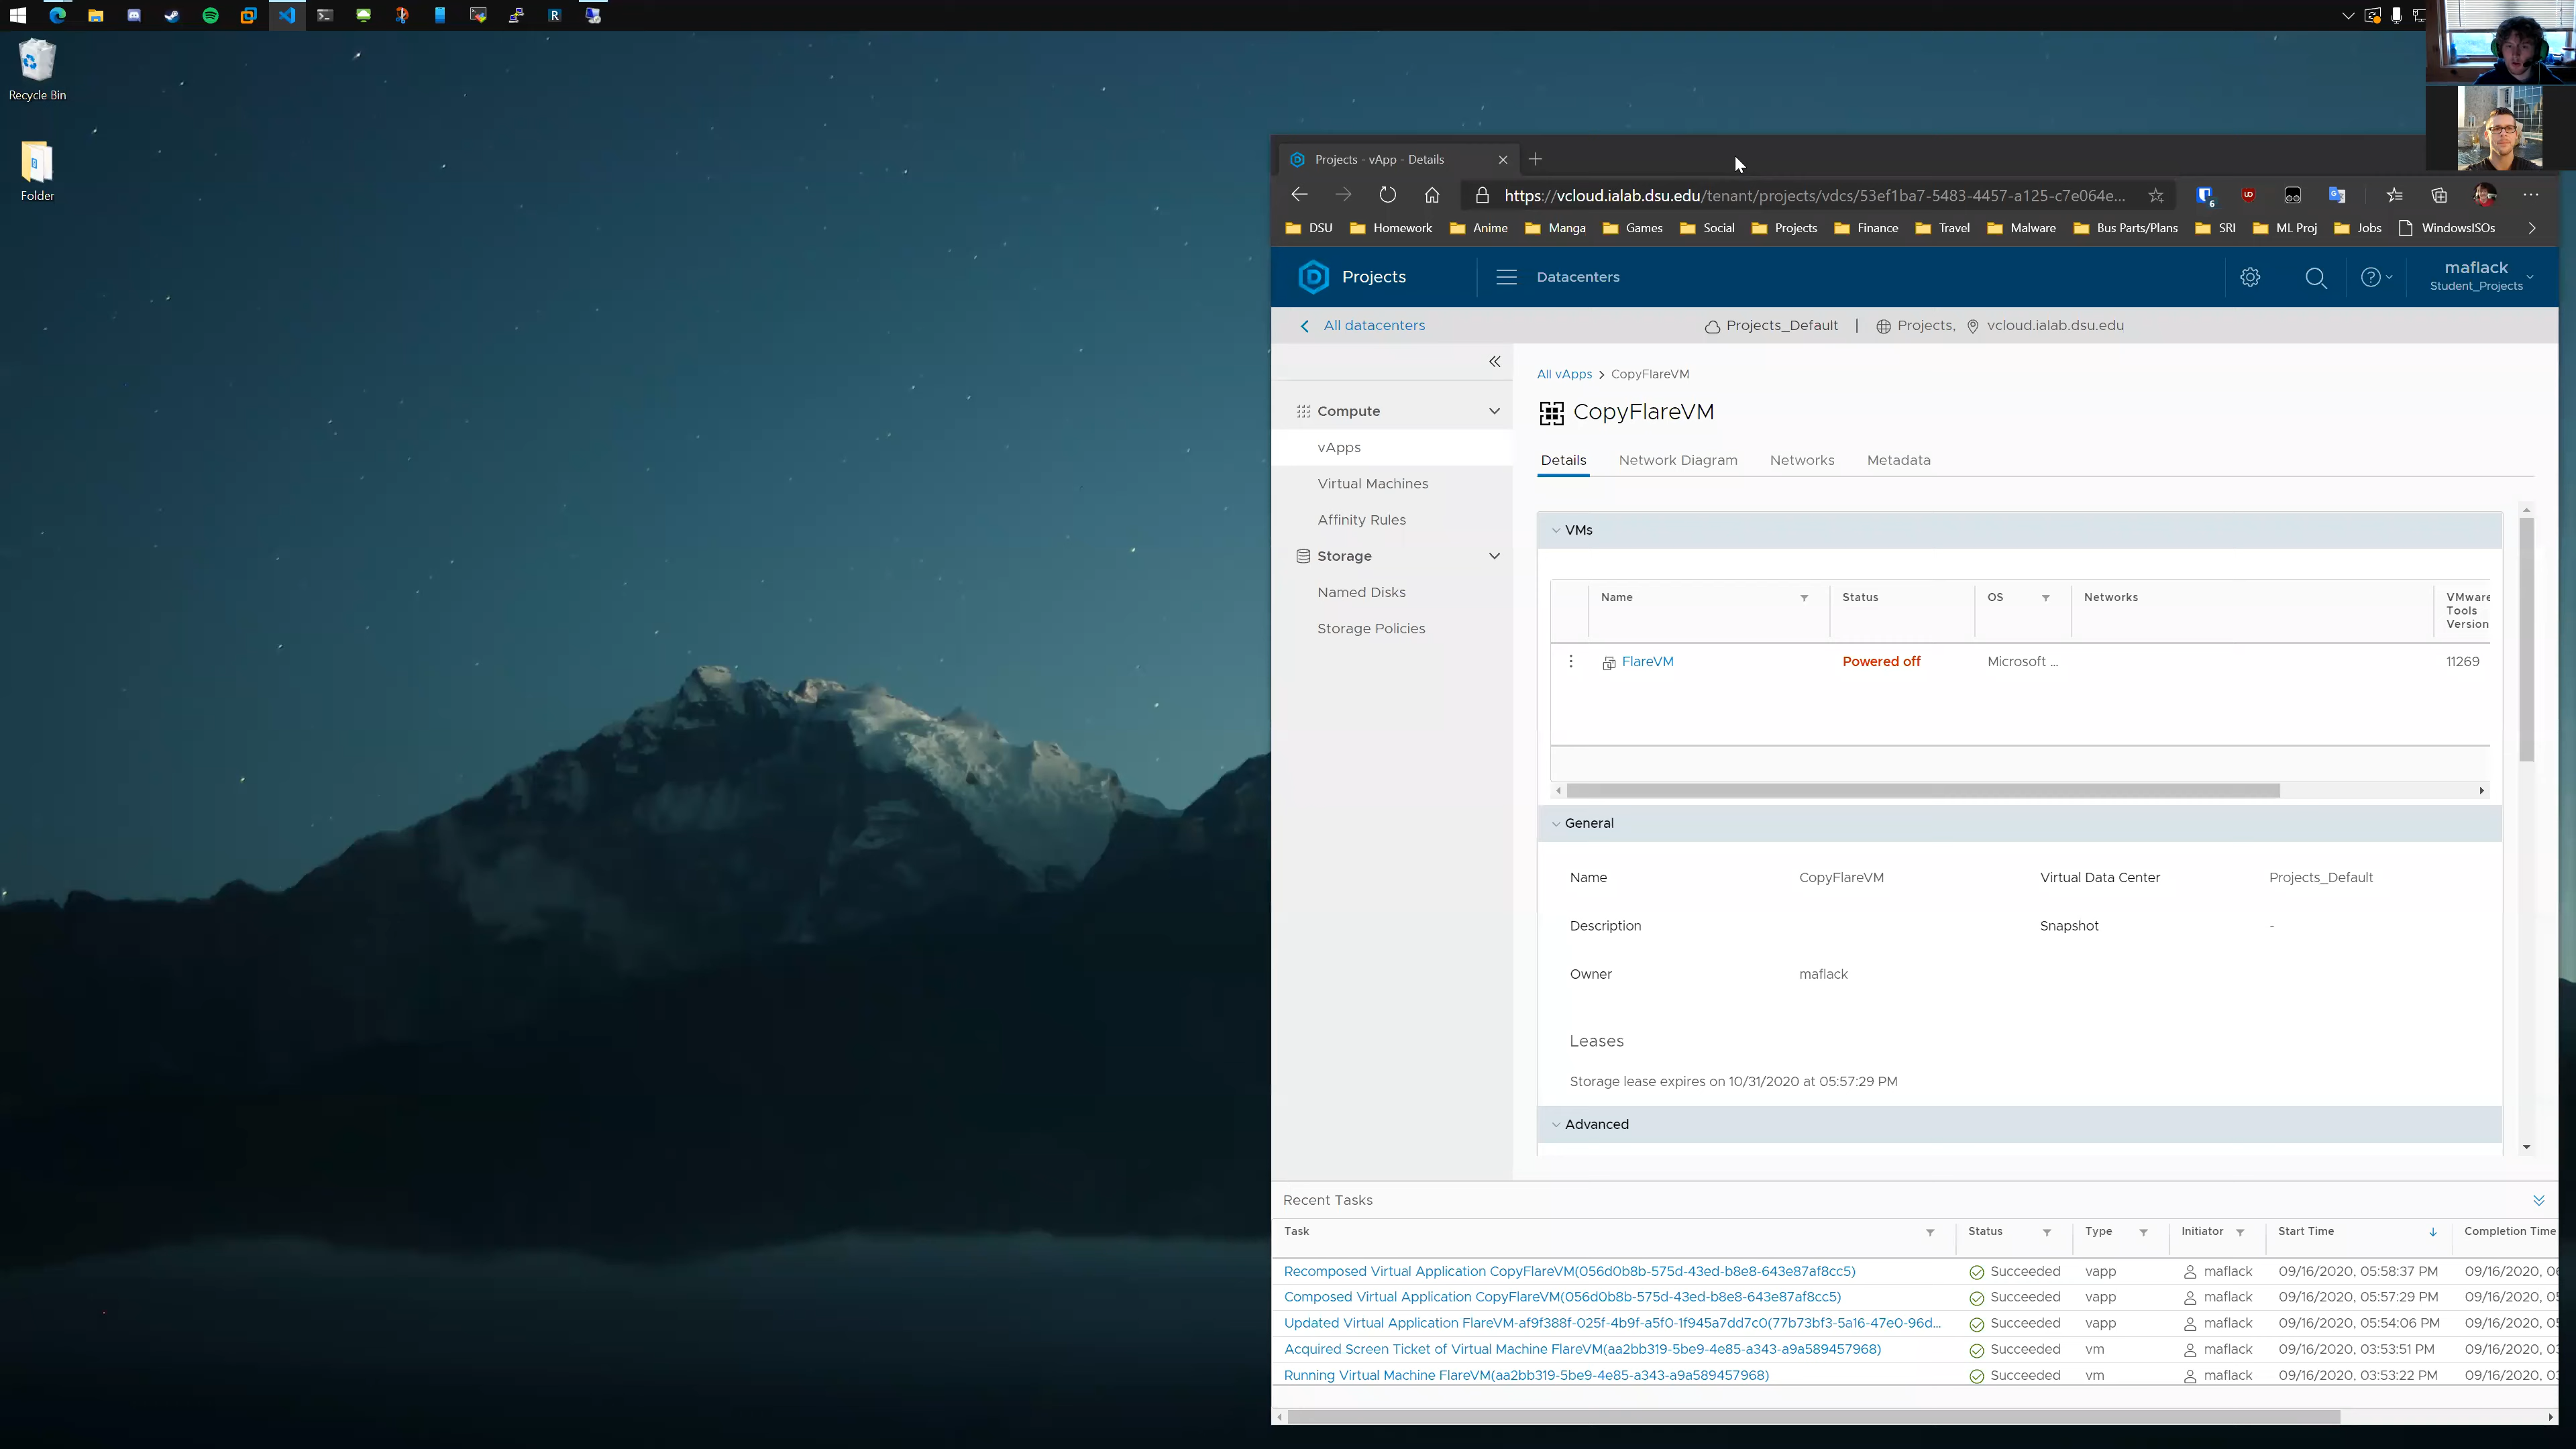 Recycle Bin
Folder
Projects - vApp - Details
https://vcloud.ialab.dsu.edu/tenant/projects/vdcs/53ef1ba7-5483-4457-a125-c7e064e...
DSU Homework Anime Manga Games Social Projects Finance Travel Malware Bus Parts/Plans SRI ML Proj Jobs WindowsISOs
Projects Datacenters
maflack
Student_Projects
All datacenters Projects_Default | Projects, vcloud.ialab.dsu.edu
Compute
vApps
Virtual Machines
Affinity Rules
Storage
Named Disks
Storage Policies
All vApps > CopyFlareVM
CopyFlareVM
Details Network Diagram Networks Metadata
VMs
Name Status OS Networks VMware Tools Version
FlareVM Powered off Microsoft ... 11269
General
Name CopyFlareVM Virtual Data Center Projects_Default
Description Snapshot -
Owner maflack
Leases
Storage lease expires on 10/31/2020 at 05:57:29 PM
Advanced
Recent Tasks
Task Status Type Initiator Start Time Completion Time
Recomposed Virtual Application CopyFlareVM(056d0b8b-575d-43ed-b8e8-643e87af8cc5) Succeeded vapp maflack 09/16/2020, 05:58:37 PM 09/16/2020, 06
Composed Virtual Application CopyFlareVM(056d0b8b-575d-43ed-b8e8-643e87af8cc5) Succeeded vapp maflack 09/16/2020, 05:57:29 PM 09/16/2020, 05
Updated Virtual Application FlareVM-af9f388f-025f-4b9f-a5f0-1f945a7dd7c0(77b73bf3-5a16-47e0-96d... Succeeded vapp maflack 09/16/2020, 05:54:06 PM 09/16/2020, 05
Acquired Screen Ticket of Virtual Machine FlareVM(aa2bb319-5be9-4e85-a343-a9a589457968) Succeeded vm maflack 09/16/2020, 03:53:51 PM 09/16/2020, 03
Running Virtual Machine FlareVM(aa2bb319-5be9-4e85-a343-a9a589457968) Succeeded vm maflack 09/16/2020, 03:53:22 PM 09/16/2020, 03